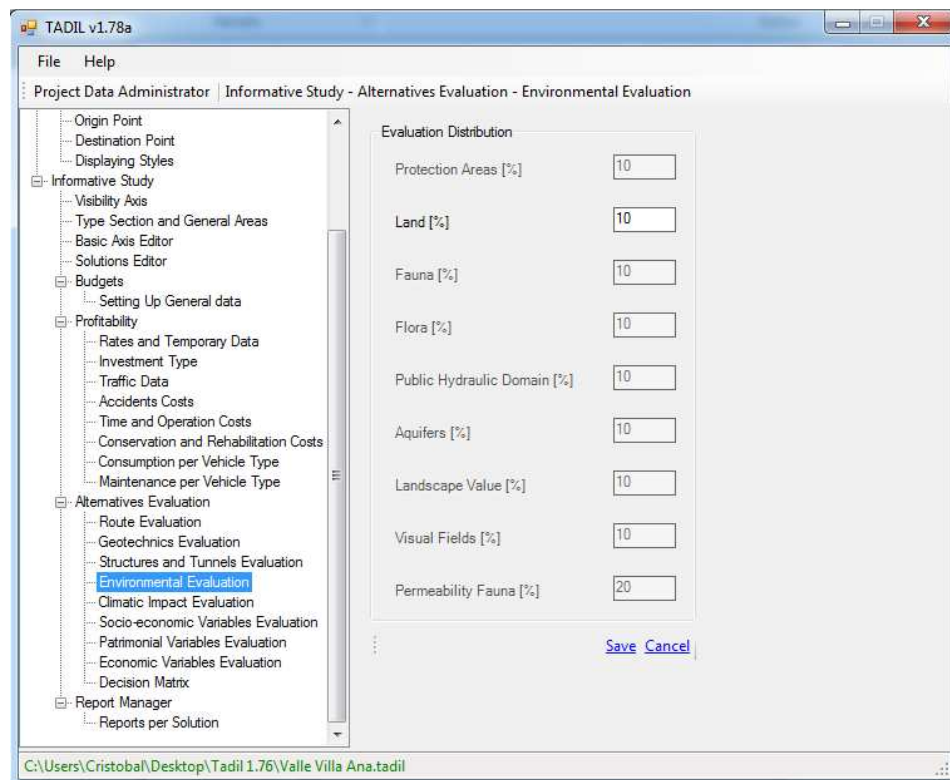 TADIL v1.78a
File Help
Project Data Administrator Informative Study - Alternatives Evaluation - Environmental Evaluation
Origin Point
Destination Point
Displaying Styles
Informative Study
Visibility Axis
Type Section and General Areas
Basic Axis Editor
Solutions Editor
Budgets
Setting Up General data
Profitability
Rates and Temporary Data
Investment Type
Traffic Data
Accidents Costs
Time and Operation Costs
Conservation and Rehabilitation Costs
Consumption per Vehicle Type
Maintenance per Vehicle Type
Alternatives Evaluation
Route Evaluation
Geotechnics Evaluation
Structures and Tunnels Evaluation
Environmental Evaluation
Climatic Impact Evaluation
Socio-economic Variables Evaluation
Patrimonial Variables Evaluation
Economic Variables Evaluation
Decision Matrix
Report Manager
Reports per Solution
Evaluation Distribution
Protection Areas [%] 10
Land [%] 10
Fauna [%] 10
Flora [%] 10
Public Hydraulic Domain [%] 10
Aquifers [%] 10
Landscape Value [%] 10
Visual Fields [%] 10
Permeability Fauna [%] 20
Save Cancel
C:\Users\Cristobal\Desktop\Tadil 1.76\Valle Villa Ana.tadil